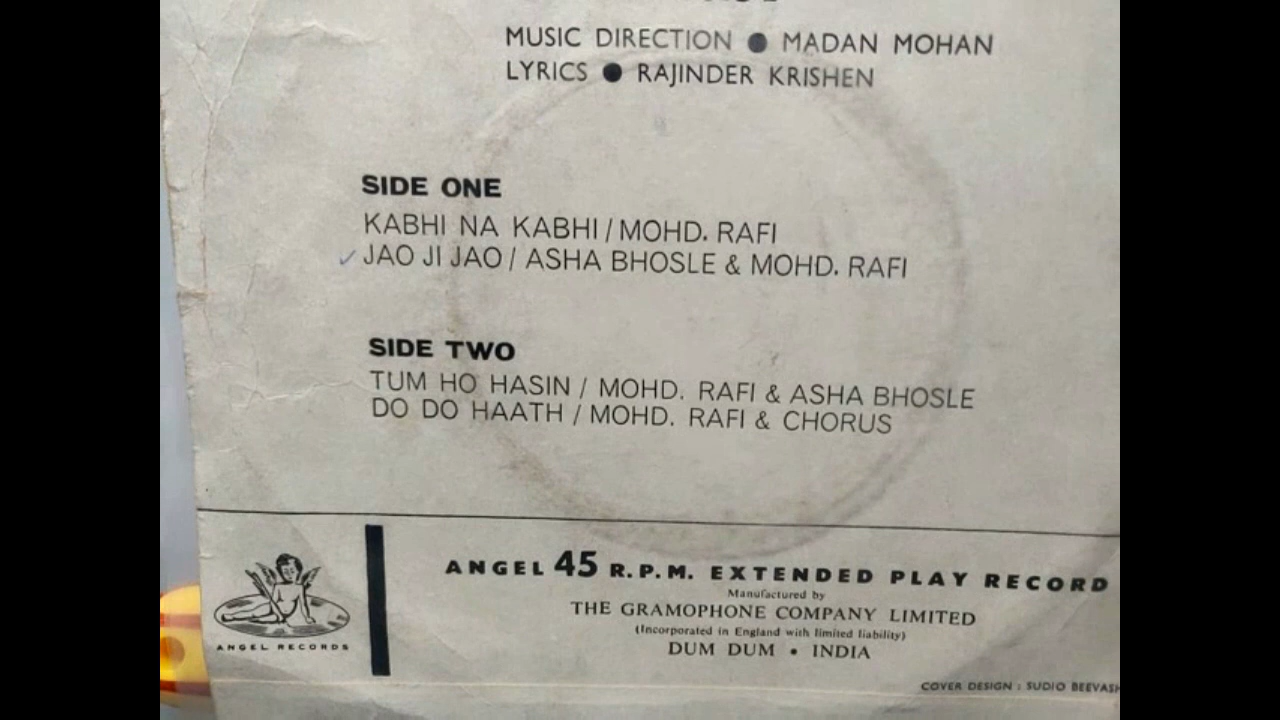 MUSIC DIRECTION ● MADAN MOHAN
LYRICS ● RAJINDER KRISHEN
SIDE ONE
KABHI NA KABHI / MOHD. RAFI
✓ JAO JI JAO / ASHA BHOSLE & MOHD. RAFI
SIDE TWO
TUM HO HASIN / MOHD. RAFI & ASHA BHOSLE
DO DO HAATH / MOHD. RAFI & CHORUS
ANGEL 45 R.P.M. EXTENDED PLAY RECORD
Manufactured by
THE GRAMOPHONE COMPANY LIMITED
(Incorporated in England with limited liability)
DUM DUM • INDIA
ANGEL RECORDS
COVER DESIGN : SUDIO BEEVASH